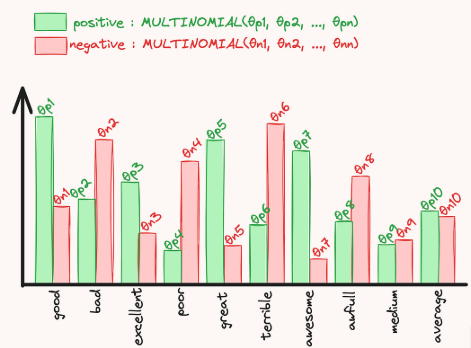 positive : MULTINOMIAL(θp1, θp2, ..., θpn)
negative : MULTINOMIAL(θn1, θn2, ..., θnn)
θp1
θn1
θp2
θn2
θp3
θn3
θp4
θn4
θp5
θn5
θp6
θn6
θp7
θn7
θp8
θn8
θp9
θn9
θp10
θn10
good
bad
excellent
poor
great
terrible
awesome
awfull
medium
average